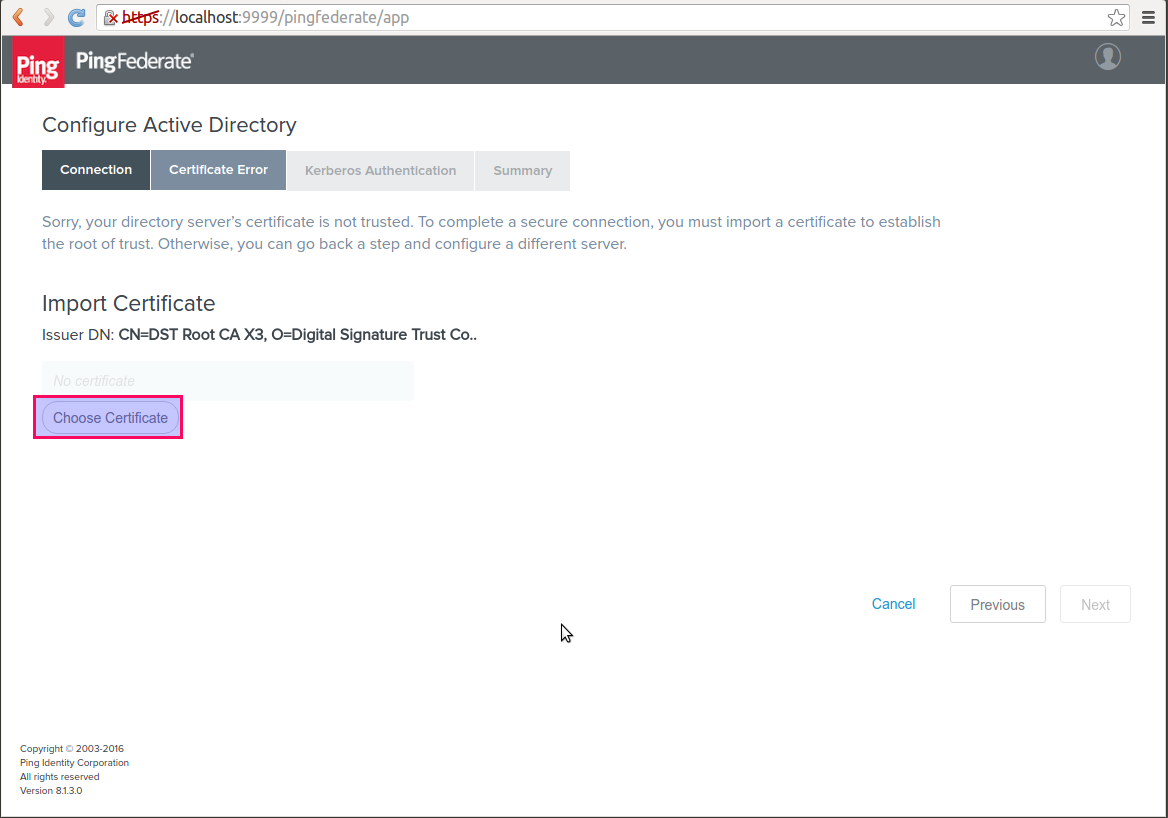 https://localhost:9999/pingfederate/app
Ping
Identity.
PingFederate®
Configure Active Directory
Connection
Certificate Error
Kerberos Authentication
Summary
Sorry, your directory server's certificate is not trusted. To complete a secure connection, you must import a certificate to establish
the root of trust. Otherwise, you can go back a step and configure a different server.
Import Certificate
Issuer DN: CN=DST Root CA X3, O=Digital Signature Trust Co..
No certificate
Choose Certificate
Cancel
Previous
Next
Copyright © 2003-2016
Ping Identity Corporation
All rights reserved
Version 8.1.3.0